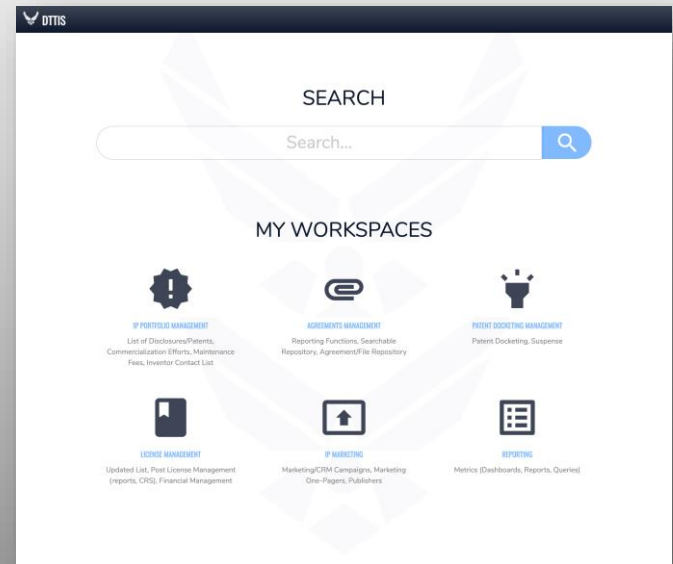 DTTIS
SEARCH
Search...
MY WORKSPACES
IP PORTFOLIO MANAGEMENT
List of Disclosures/Patents,
Commercialization Efforts, Maintenance
Fees, Inventor Contact List
AGREEMENTS MANAGEMENT
Reporting Functions, Searchable
Repository, Agreement/File Repository
PATENT DOCKETING MANAGEMENT
Patent Docketing, Suspense
LICENSE MANAGEMENT
Updated List, Post License Management
(reports, CRS), Financial Management
IP MARKETING
Marketing/CRM Campaigns, Marketing
One-Pagers, Publishers
REPORTING
Metrics (Dashboards, Reports, Queries)